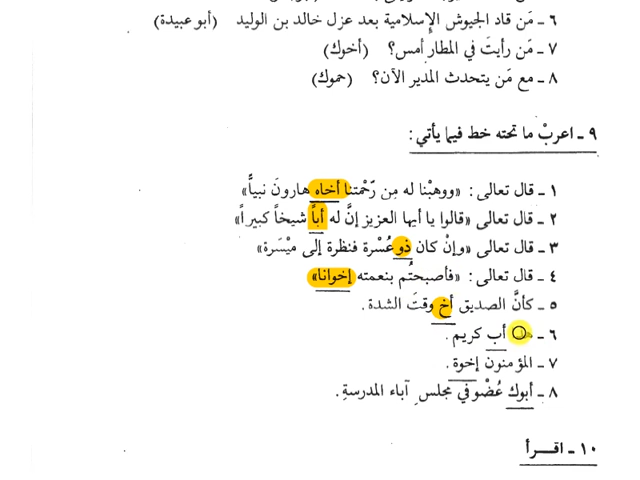 ٦ ـ مَن قاد الجيوش الإسلامية بعد عزل خالد بن الوليد (أبو عبيدة)
٧ ـ مَن رأيتَ في المطار أمس؟ (أخوك)
٨ ـ مع مَن يتحدث المدير الآن؟ (حموك)
٩ ـ اعربْ ما تحته خط فيما يأتي:
١ ـ قال تعالى: «ووهبْنا له مِن رَّحْمتنا أخاه هارونَ نبياًّ»
٢ ـ قال تعالى «قالوا يا أيها العزيز إنَّ له أباً شيخاً كبيراً»
٣ ـ قال تعالى «وإنْ كان ذو عُسْرة فنظرة إلى ميْسَرة»
٤ ـ قال تعالى: «فأصبحتُم بنعمته إخوانا»
٥ ـ كأنَّ الصديق أخ وقتَ الشدة .
٦ ـ أب كريم .
٧ ـ المؤمنون إخوة .
٨ ـ أبوك عُضْو في مجلسِ آباء المدرسةِ .
١٠ ـ اقـــرأ